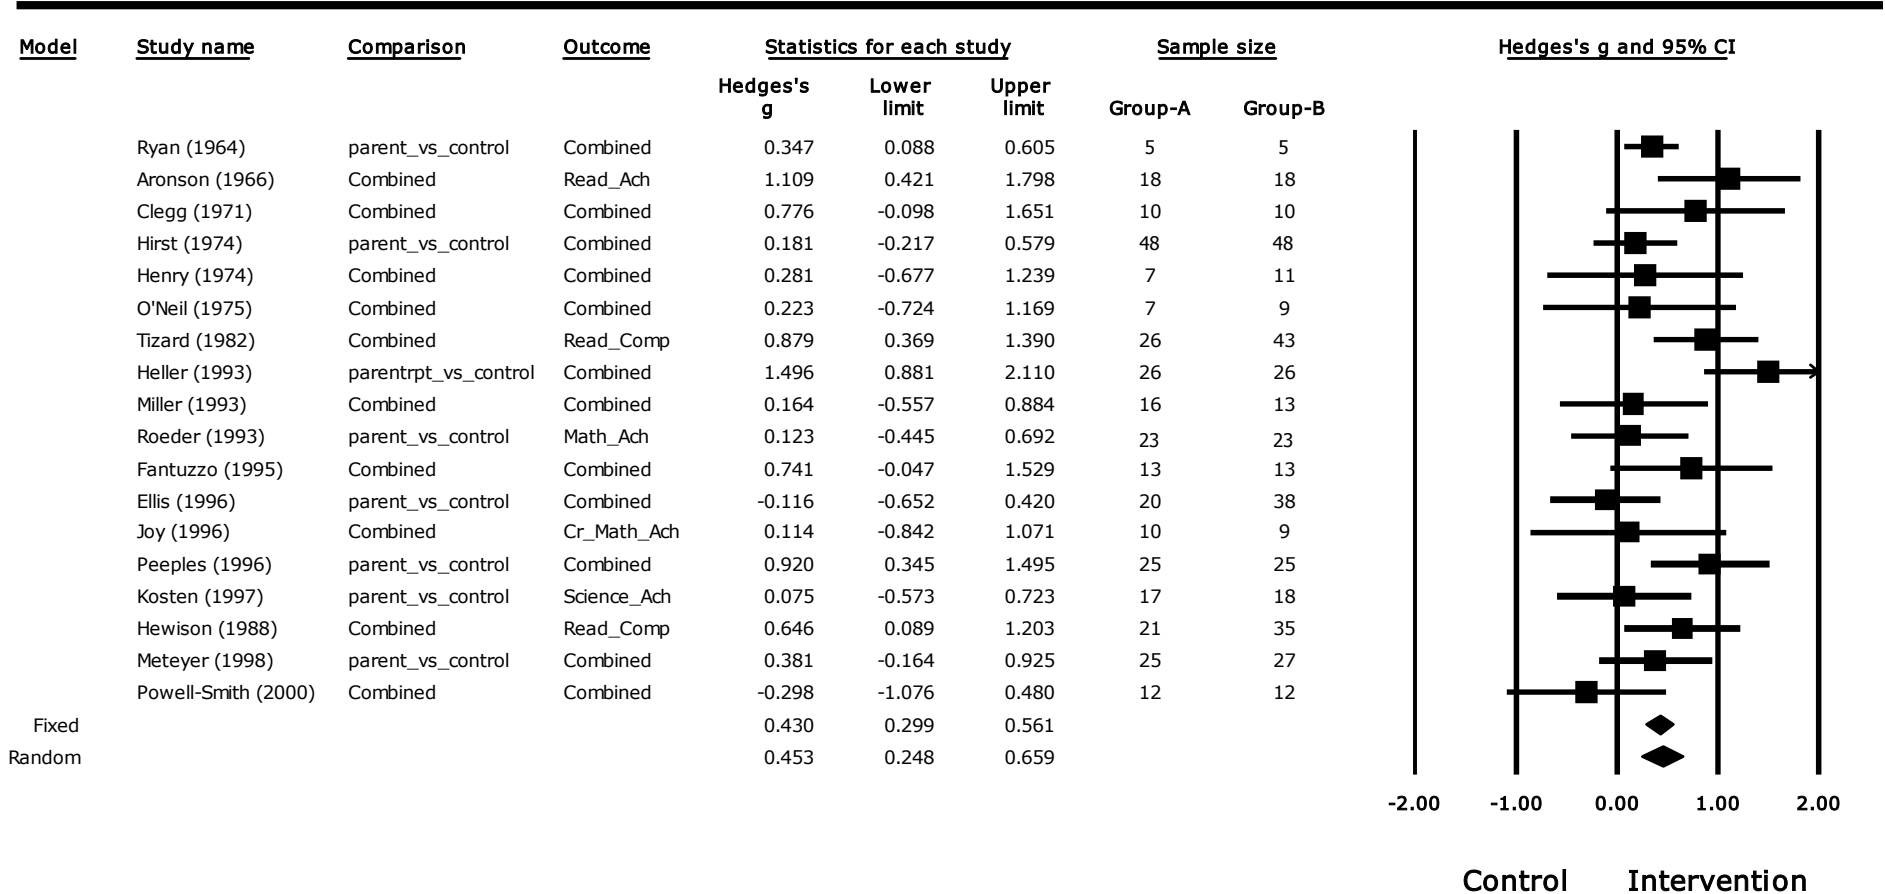 Model Study name Comparison Outcome Statistics for each study Sample size Hedges's g and 95% CI
Hedges's Lower Upper
g limit limit Group-A Group-B
Ryan (1964) parent_vs_control Combined 0.347 0.088 0.605 5 5
Aronson (1966) Combined Read_Ach 1.109 0.421 1.798 18 18
Clegg (1971) Combined Combined 0.776 -0.098 1.651 10 10
Hirst (1974) parent_vs_control Combined 0.181 -0.217 0.579 48 48
Henry (1974) Combined Combined 0.281 -0.677 1.239 7 11
O'Neil (1975) Combined Combined 0.223 -0.724 1.169 7 9
Tizard (1982) Combined Read_Comp 0.879 0.369 1.390 26 43
Heller (1993) parentrpt_vs_control Combined 1.496 0.881 2.110 26 26
Miller (1993) Combined Combined 0.164 -0.557 0.884 16 13
Roeder (1993) parent_vs_control Math_Ach 0.123 -0.445 0.692 23 23
Fantuzzo (1995) Combined Combined 0.741 -0.047 1.529 13 13
Ellis (1996) parent_vs_control Combined -0.116 -0.652 0.420 20 38
Joy (1996) Combined Cr_Math_Ach 0.114 -0.842 1.071 10 9
Peeples (1996) parent_vs_control Combined 0.920 0.345 1.495 25 25
Kosten (1997) parent_vs_control Science_Ach 0.075 -0.573 0.723 17 18
Hewison (1988) Combined Read_Comp 0.646 0.089 1.203 21 35
Meteyer (1998) parent_vs_control Combined 0.381 -0.164 0.925 25 27
Powell-Smith (2000) Combined Combined -0.298 -1.076 0.480 12 12
Fixed 0.430 0.299 0.561
Random 0.453 0.248 0.659
-2.00 -1.00 0.00 1.00 2.00
Control Intervention